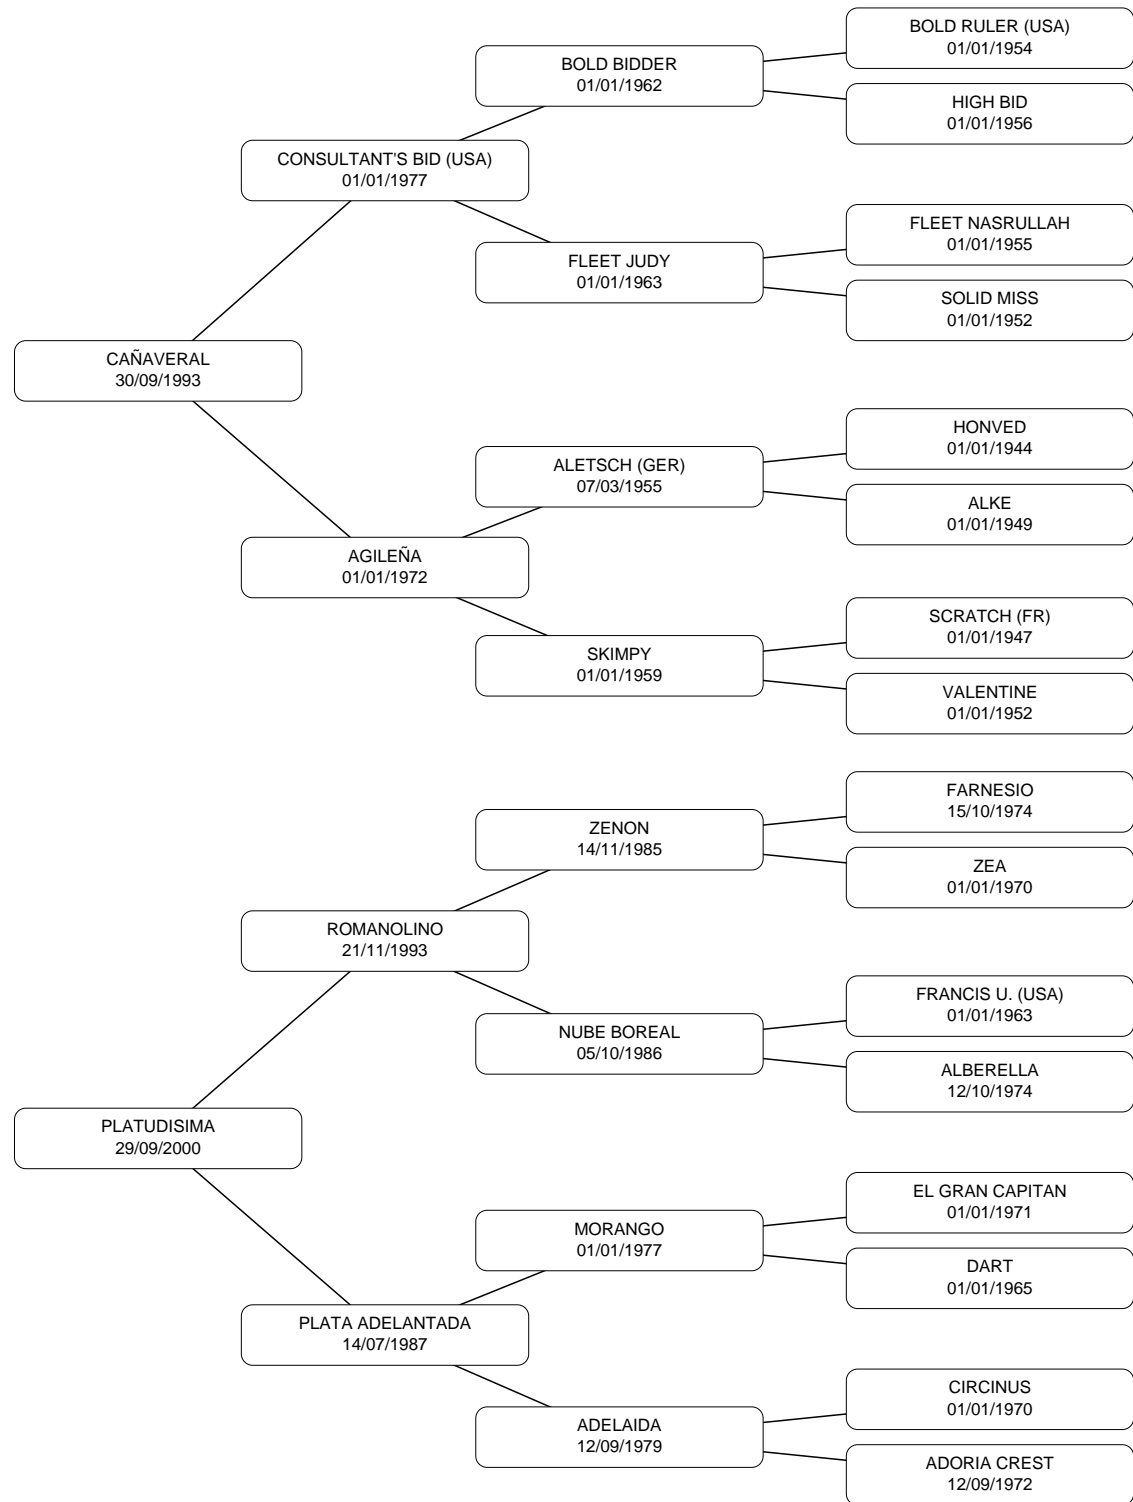 BOLD RULER (USA)
01/01/1954
BOLD BIDDER
01/01/1962
HIGH BID
01/01/1956
CONSULTANT'S BID (USA)
01/01/1977
FLEET NASRULLAH
01/01/1955
FLEET JUDY
01/01/1963
SOLID MISS
01/01/1952
CAÑAVERAL
30/09/1993
HONVED
01/01/1944
ALETSCH (GER)
07/03/1955
ALKE
01/01/1949
AGILEÑA
01/01/1972
SCRATCH (FR)
01/01/1947
SKIMPY
01/01/1959
VALENTINE
01/01/1952
FARNESIO
15/10/1974
ZENON
14/11/1985
ZEA
01/01/1970
ROMANOLINO
21/11/1993
FRANCIS U. (USA)
01/01/1963
NUBE BOREAL
05/10/1986
ALBERELLA
12/10/1974
PLATUDISIMA
29/09/2000
EL GRAN CAPITAN
01/01/1971
MORANGO
01/01/1977
DART
01/01/1965
PLATA ADELANTADA
14/07/1987
CIRCINUS
01/01/1970
ADELAIDA
12/09/1979
ADORIA CREST
12/09/1972